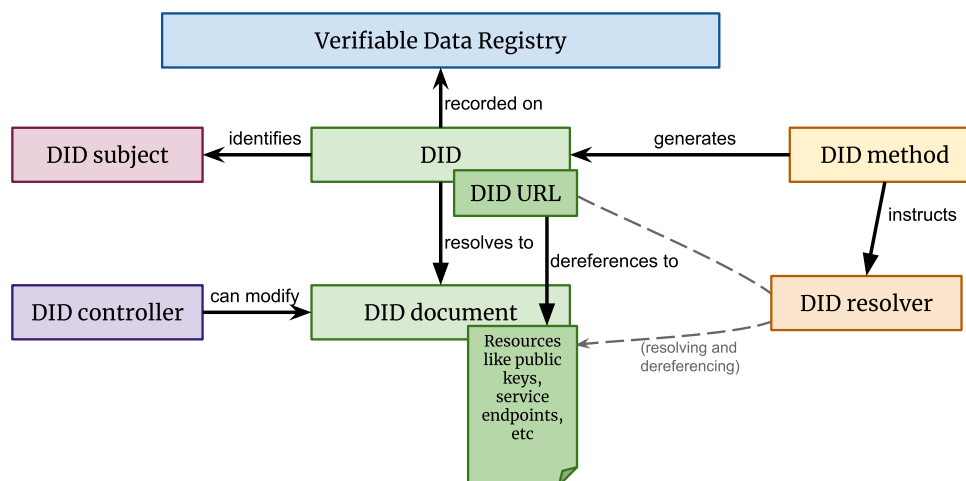 Verifiable Data Registry
recorded on
DID subject
identifies
DID
generates
DID method
DID URL
instructs
resolves to
dereferences to
DID controller
can modify
DID document
DID resolver
Resources
like public
keys,
service
endpoints,
etc
(resolving and
dereferencing)